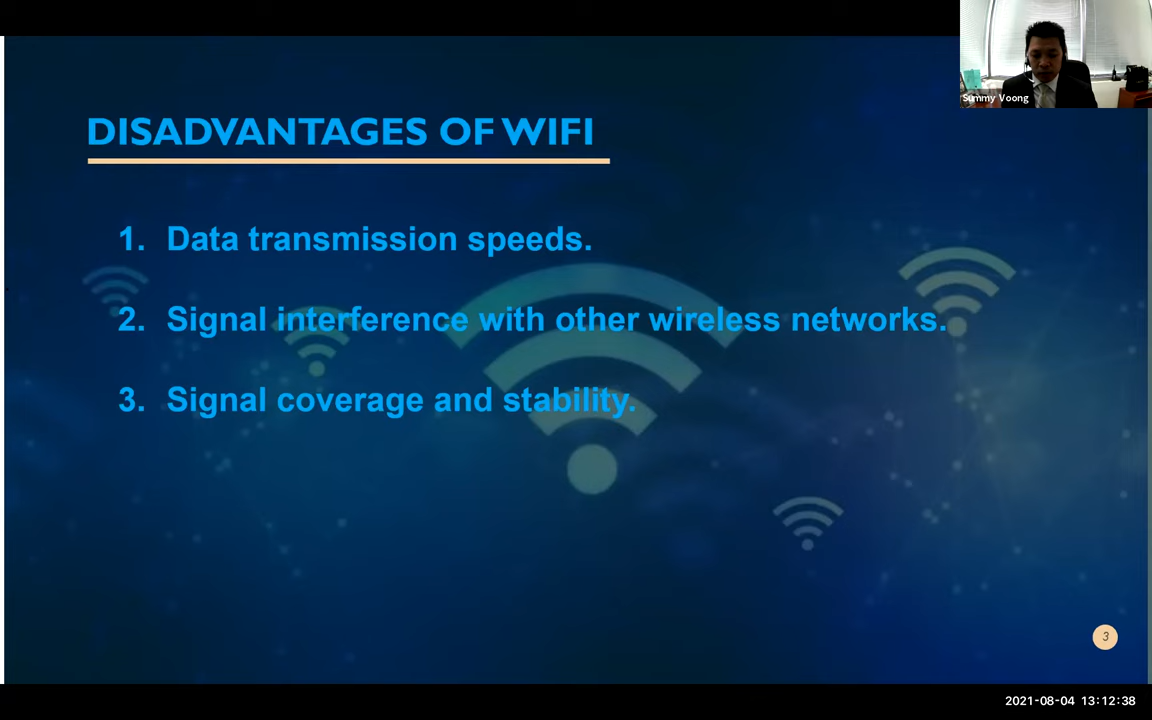 Summy Voong
DISADVANTAGES OF WIFI
1. Data transmission speeds.
2. Signal interference with other wireless networks.
3. Signal coverage and stability.
3
2021-08-04 13:12:38